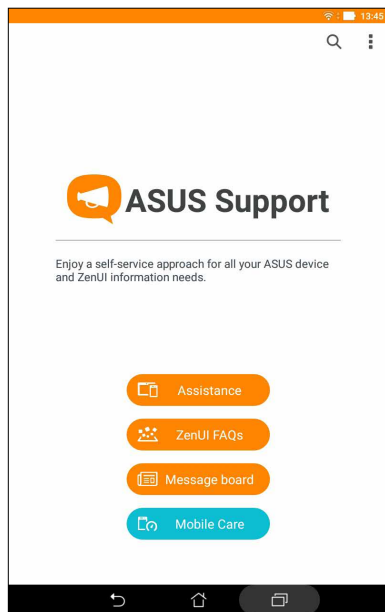 13:45
ASUS Support
Enjoy a self-service approach for all your ASUS device
and ZenUI information needs.
Assistance
ZenUI FAQs
Message board
Mobile Care